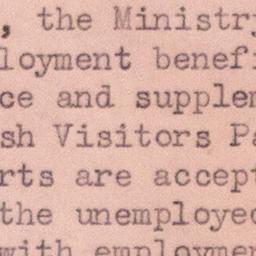 , the Ministry
loyment benefi
ce and supplem
sh Visitors Pa
rts are accept
the unemployed
with employmen